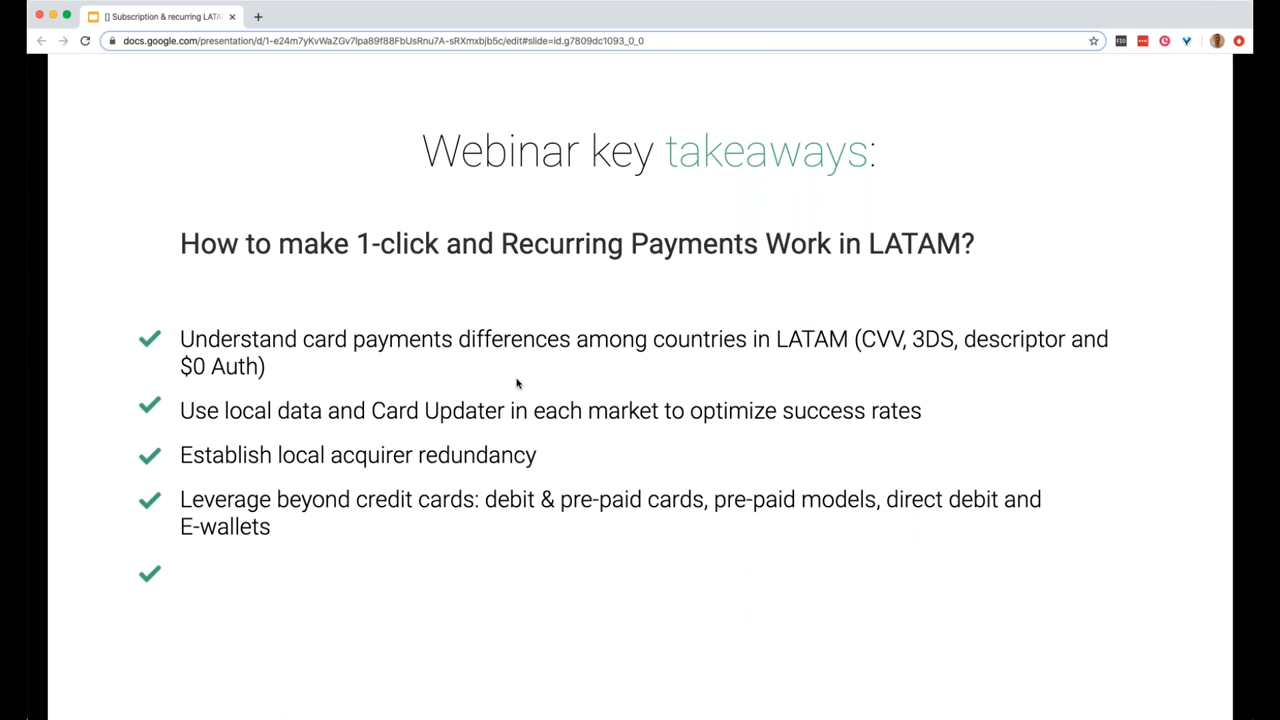 [] Subscription & recurring LATA
docs.google.com/presentation/d/1-e24m7yKvWaZGv7lpa89f88FbUsRnu7A-sRXmxbjb5c/edit#slide=id.g7809dc1093_0_0
Webinar key takeaways:
How to make 1-click and Recurring Payments Work in LATAM?
Understand card payments differences among countries in LATAM (CVV, 3DS, descriptor and
$0 Auth)
Use local data and Card Updater in each market to optimize success rates
Establish local acquirer redundancy
Leverage beyond credit cards: debit & pre-paid cards, pre-paid models, direct debit and
E-wallets